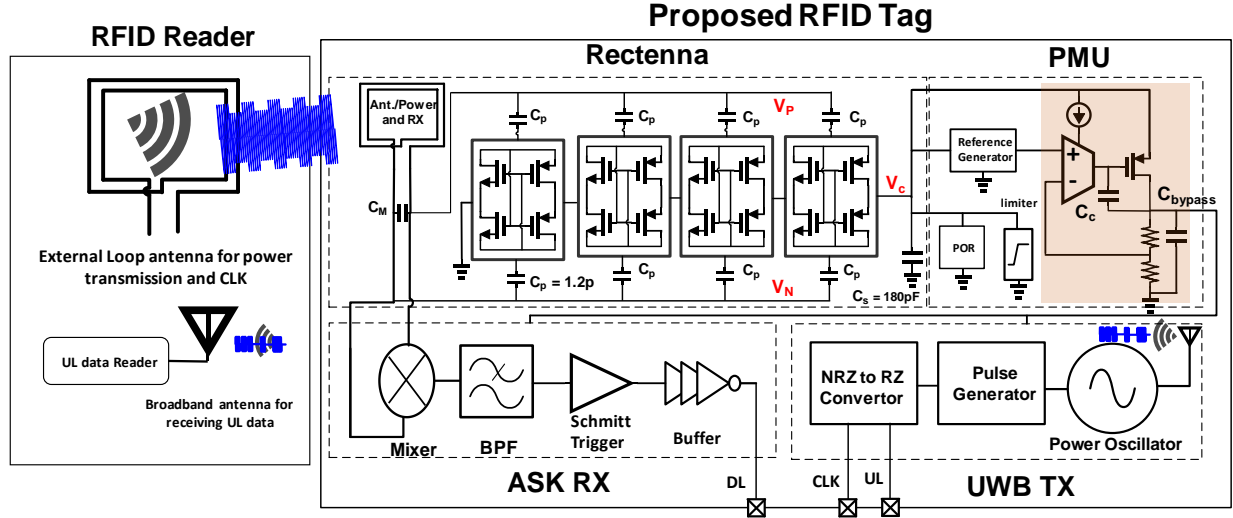 Proposed RFID Tag
RFID Reader
Rectenna
PMU
Ant./Power
and RX
C_p
C_p
C_p
C_p
V_P
C_M
V_c
Reference
Generator
+
-
C_c
C_bypass
limiter
POR
External Loop antenna for power
transmission and CLK
C_p = 1.2p
C_p
C_p
C_p
V_N
C_s = 180pF
UL data Reader
Broadband antenna for
receiving UL data
Mixer
BPF
Schmitt
Trigger
Buffer
NRZ to RZ
Convertor
Pulse
Generator
Power Oscillator
ASK RX
DL
CLK
UL
UWB TX